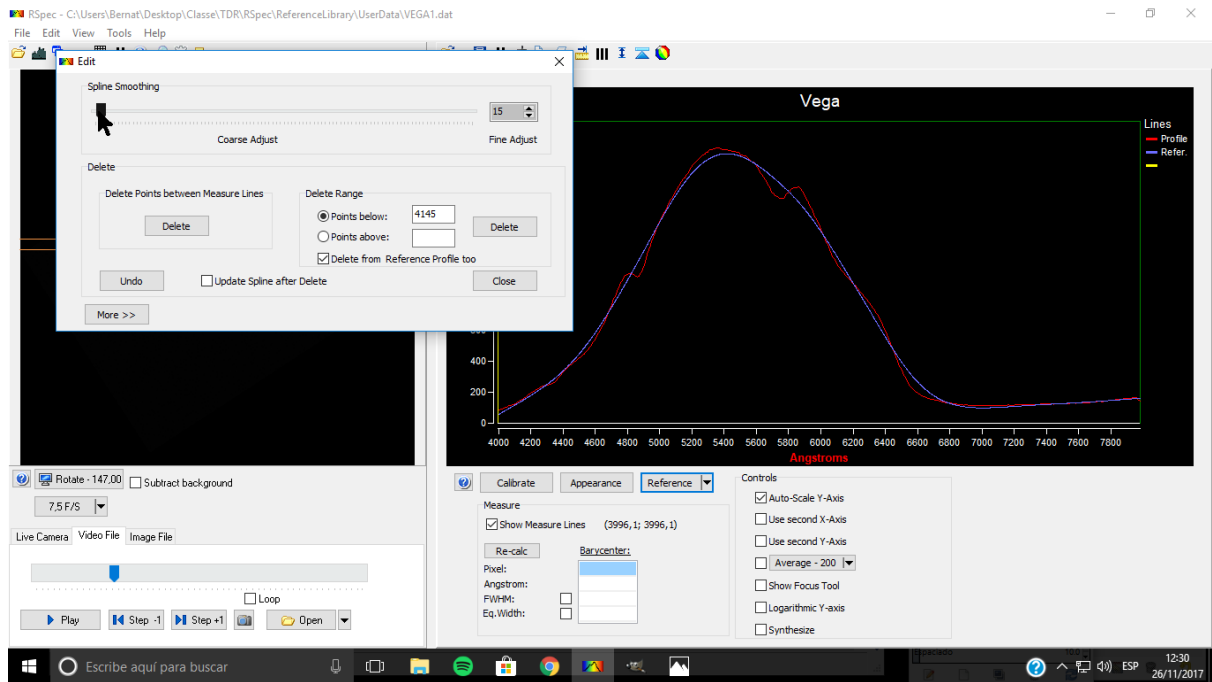 RSpec - C:\Users\Bernat\Desktop\Classe\TDR\RSpec\ReferenceLibrary\UserData\VEGA1.dat
File Edit View Tools Help
Edit
Spline Smoothing
15
Coarse Adjust Fine Adjust
Delete
Delete Points between Measure Lines Delete Range
Delete
Points below: 4145
Delete
Points above:
Delete from Reference Profile too
Undo Update Spline after Delete Close
More >>
Vega
Lines
Profile
Refer.
400
200
0
4000 4200 4400 4600 4800 5000 5200 5400 5600 5800 6000 6200 6400 6600 6800 7000 7200 7400 7600 7800
Angstroms
Rotate - 147,00 Subtract background
7,5 F/S
Live Camera Video File Image File
Loop
Play Step -1 Step +1 Open
Calibrate Appearance Reference
Measure
Show Measure Lines (3996,1; 3996,1)
Re-calc Barycenter:
Pixel:
Angstrom:
FWHM:
Eq.Width:
Controls
Auto-Scale Y-Axis
Use second X-Axis
Use second Y-Axis
Average - 200
Show Focus Tool
Logarithmic Y-axis
Synthesize
Escribe aquí para buscar
ESP
12:30
26/11/2017